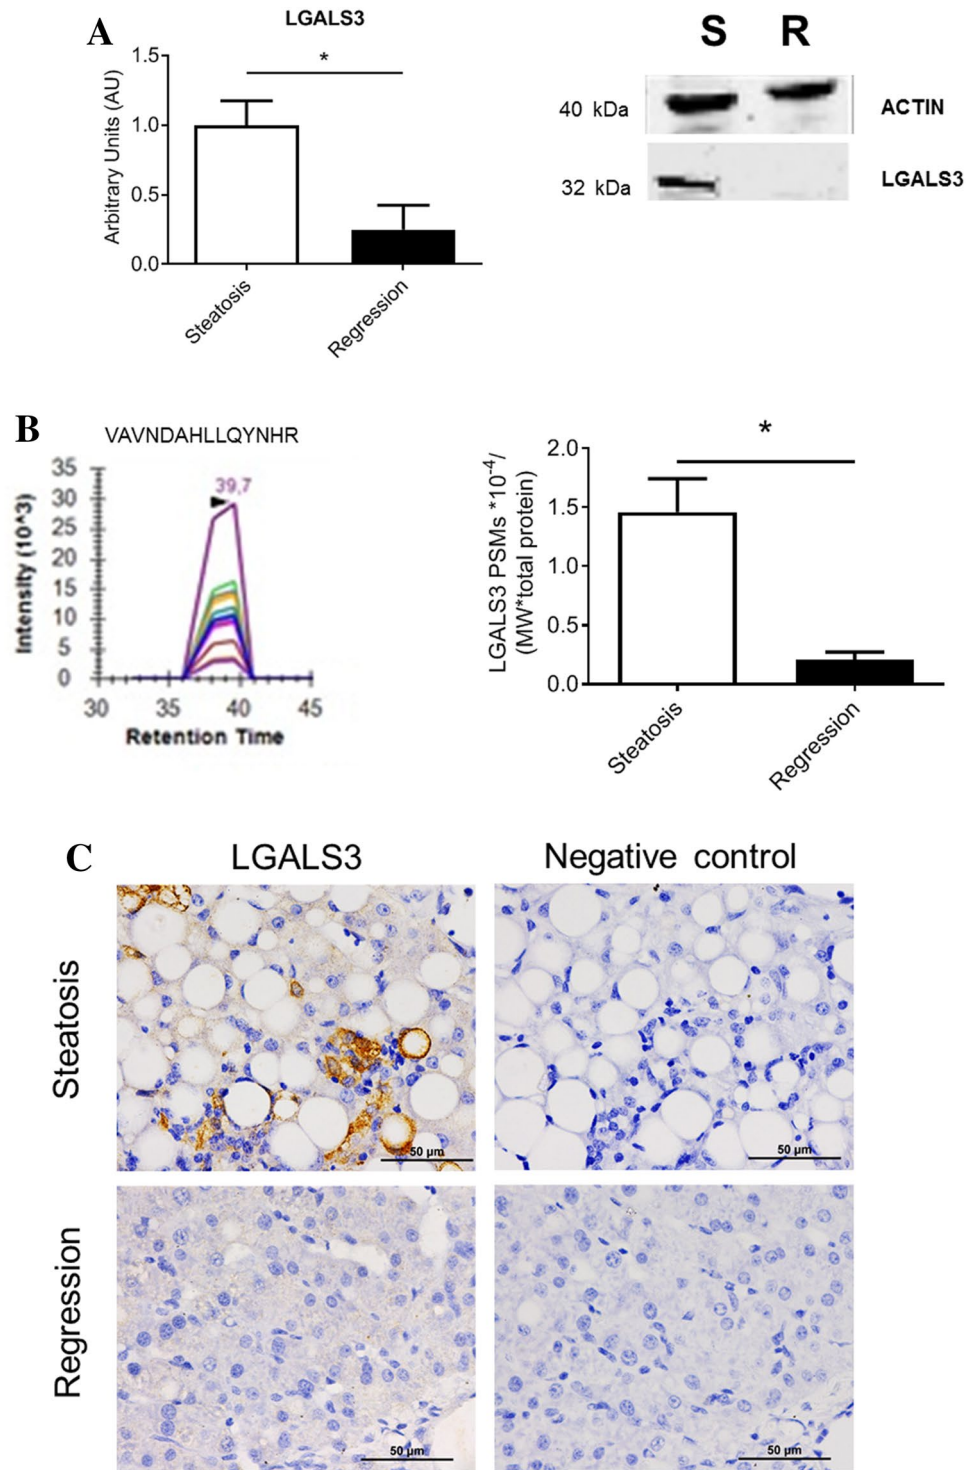 A
LGALS3
*
1.5
1.0
0.5
0.0
Arbitrary Units (AU)
Steatosis
Regression
S R
40 kDa
ACTIN
32 kDa
LGALS3
B
VAVNDAHLLQYNHR
39,7
35
30
25
20
15
10
5
0
Intensity (10^3)
30 35 40 45
Retention Time
*
2.0
1.5
1.0
0.5
0.0
LGALS3 PSMs *10⁻⁴/
(MW*total protein)
Steatosis
Regression
C
LGALS3
Negative control
Steatosis
50 µm
50 µm
Regression
50 µm
50 µm